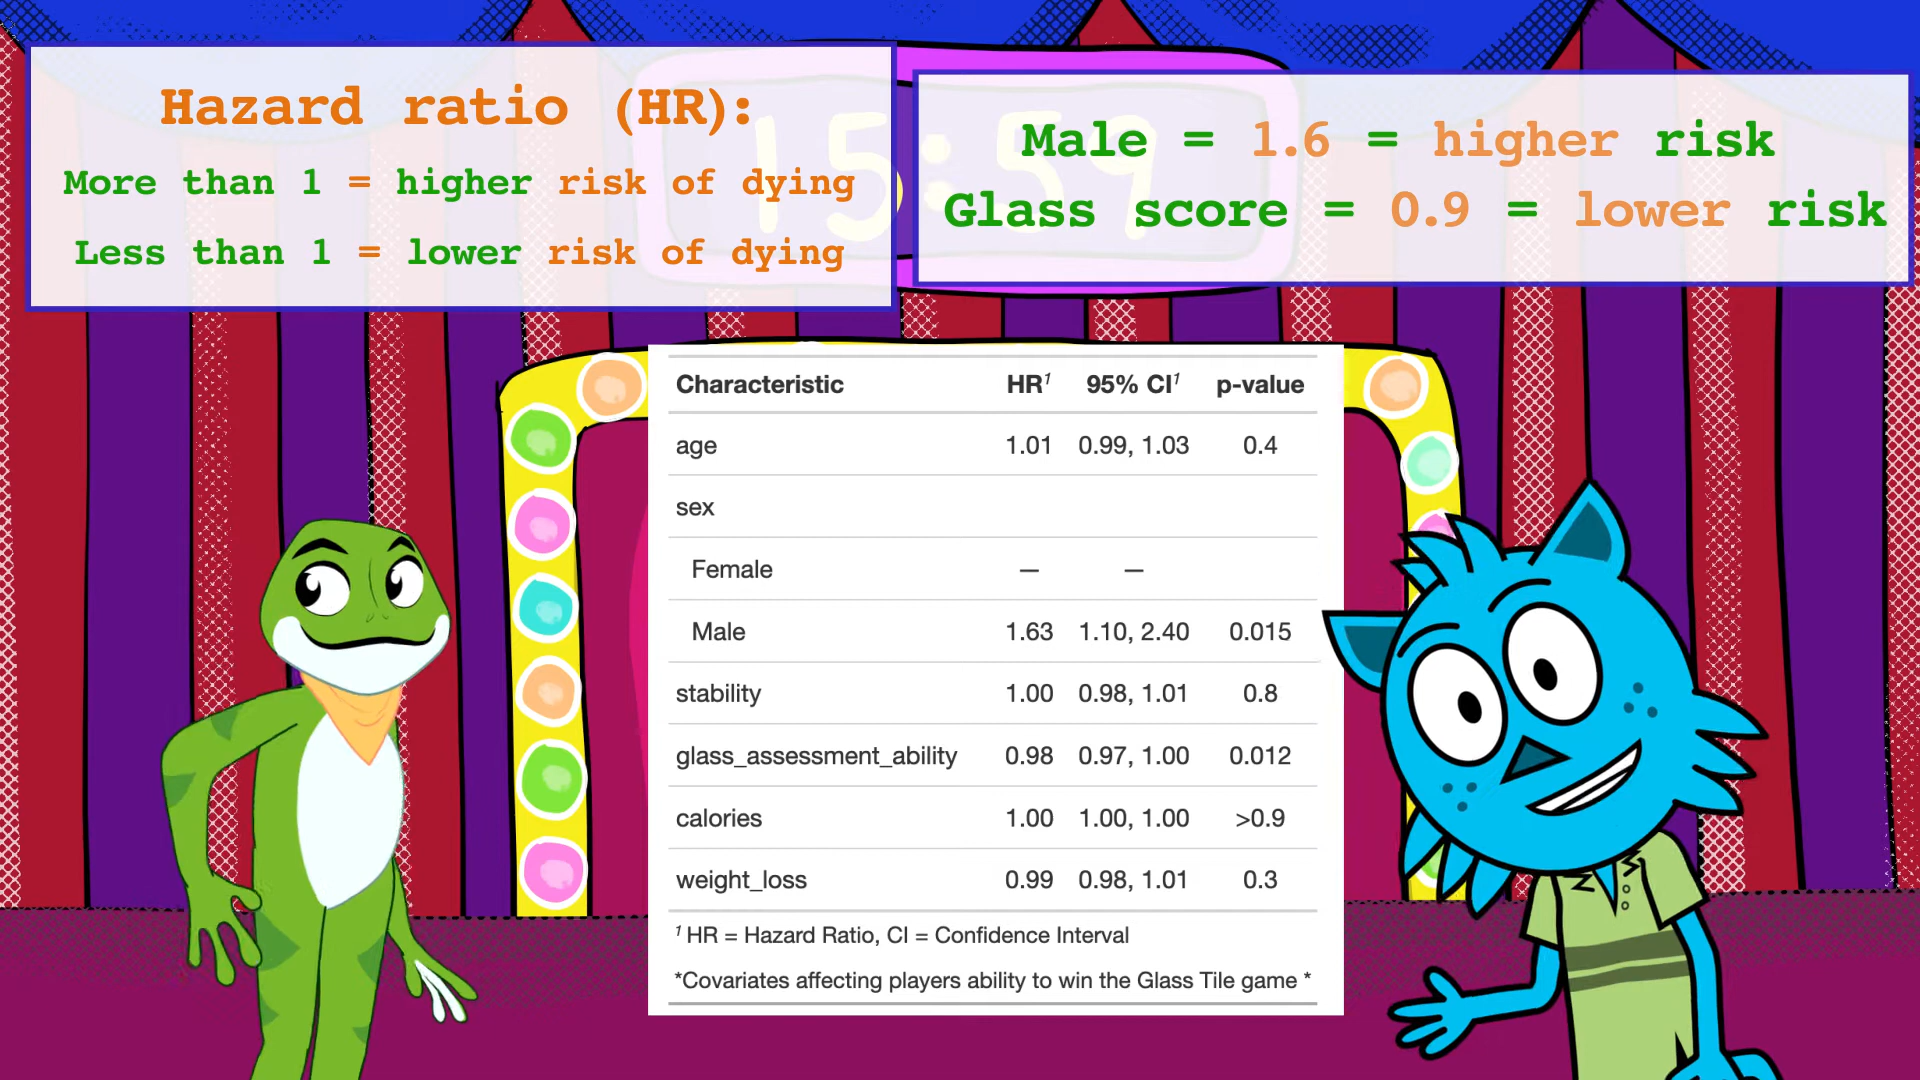 Hazard ratio (HR):
More than 1 = higher risk of dying
Less than 1 = lower risk of dying
15:59
Male = 1.6 = higher risk
Glass score = 0.9 = lower risk
Characteristic HR¹ 95% CI¹ p-value
age 1.01 0.99, 1.03 0.4
sex
Female — —
Male 1.63 1.10, 2.40 0.015
stability 1.00 0.98, 1.01 0.8
glass_assessment_ability 0.98 0.97, 1.00 0.012
calories 1.00 1.00, 1.00 >0.9
weight_loss 0.99 0.98, 1.01 0.3
¹ HR = Hazard Ratio, CI = Confidence Interval
*Covariates affecting players ability to win the Glass Tile game *